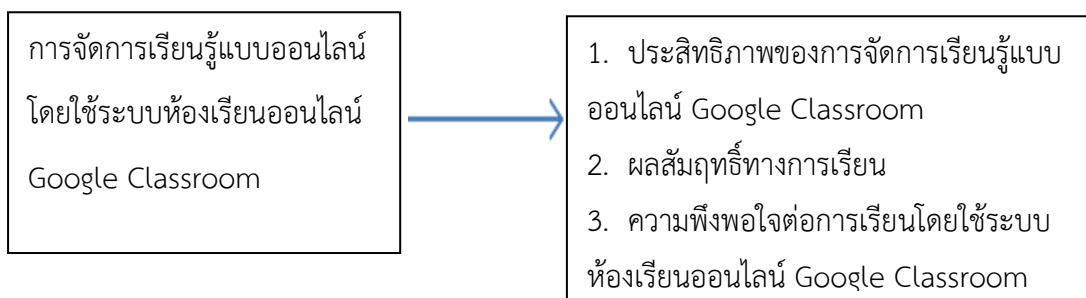 การจัดการเรียนรู้แบบออนไลน์
โดยใช้ระบบห้องเรียนออนไลน์
Google Classroom
1. ประสิทธิภาพของการจัดการเรียนรู้แบบ
ออนไลน์ Google Classroom
2. ผลสัมฤทธิ์ทางการเรียน
3. ความพึงพอใจต่อการเรียนโดยใช้ระบบ
ห้องเรียนออนไลน์ Google Classroom